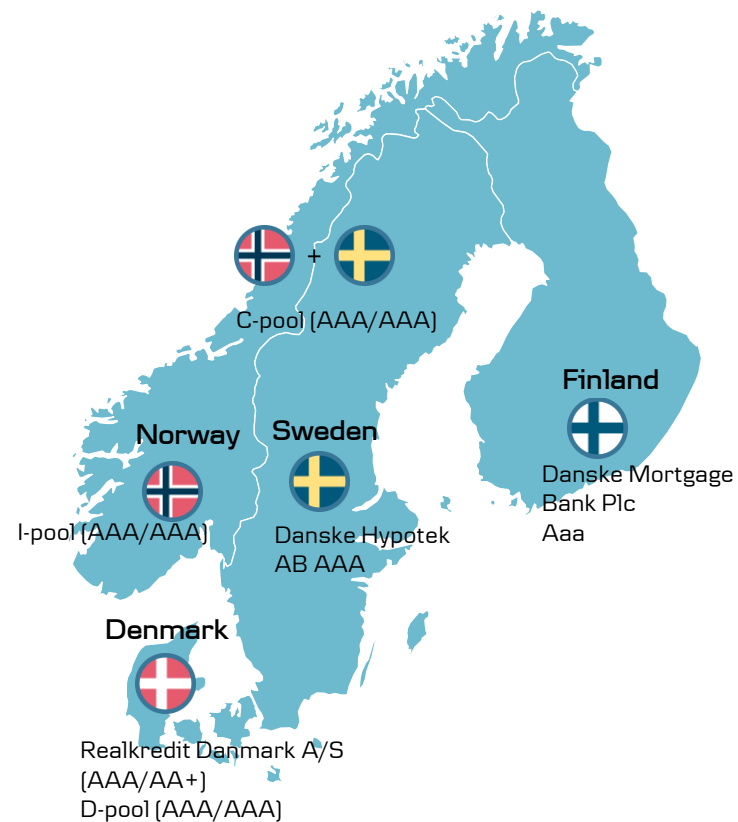 +
C-pool (AAA/AAA)
Finland
Danske Mortgage
Bank Plc
Aaa
Norway
I-pool (AAA/AAA)
Sweden
Danske Hypotek
AB AAA
Denmark
Realkredit Danmark A/S
(AAA/AA+)
D-pool (AAA/AAA)